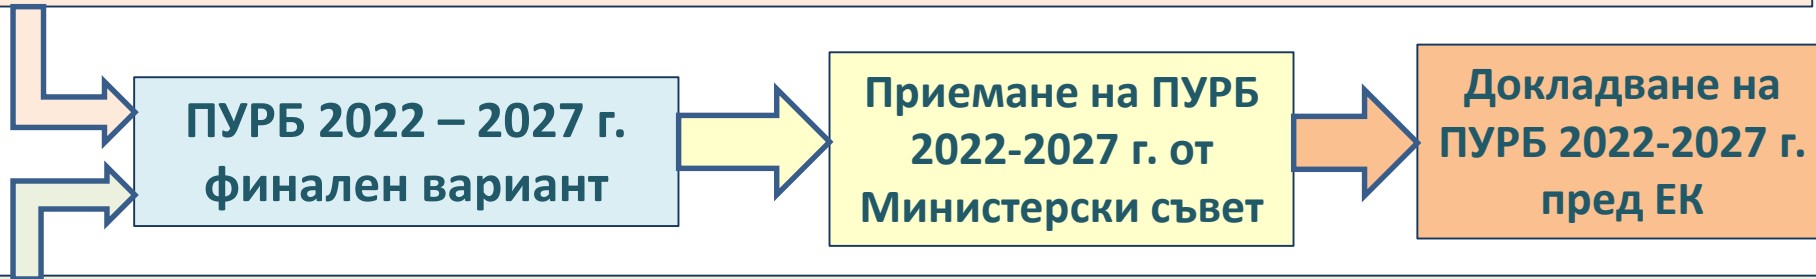 ПУРБ 2022 – 2027 г.
финален вариант
Приемане на ПУРБ
2022-2027 г. от
Министерски съвет
Докладване на
ПУРБ 2022-2027 г.
пред ЕК